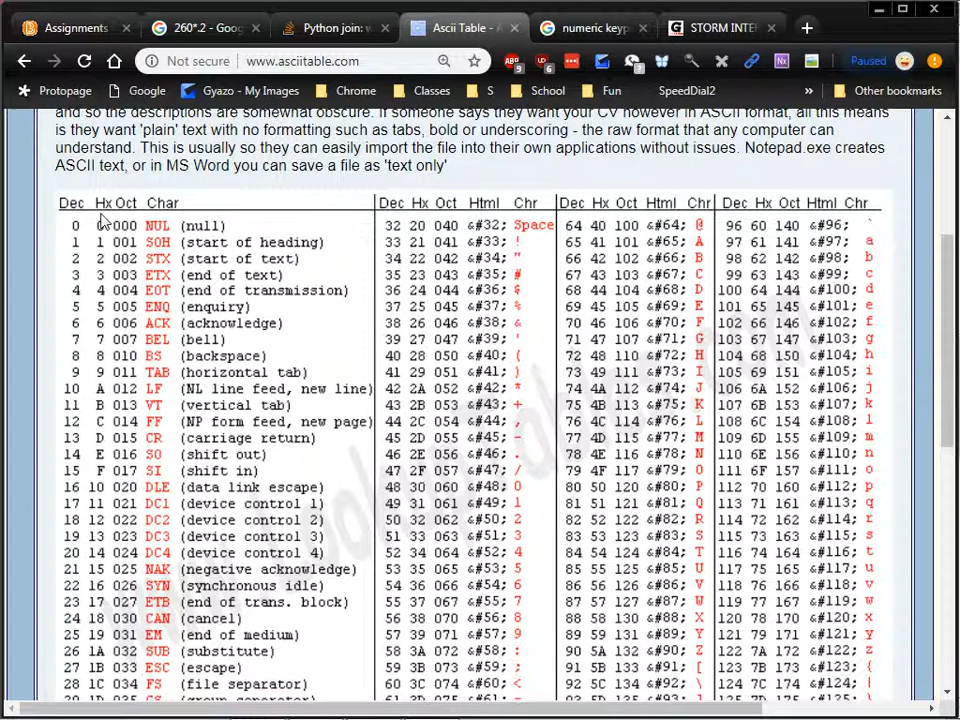 Assignments
260*.2 - Goog
Python join: w
Ascii Table - A
numeric keyp
STORM INTE
Not secure | www.asciitable.com
ABP 9
UD 6
?
Nx
Paused
Protopage
Google
Gyazo - My Images
Chrome
Classes
S
School
Fun
SpeedDial2
»
Other bookmarks
and so the descriptions are somewhat obscure. If someone says they want your CV however in ASCII format, all this means
is they want 'plain' text with no formatting such as tabs, bold or underscoring - the raw format that any computer can
understand. This is usually so they can easily import the file into their own applications without issues. Notepad.exe creates
ASCII text, or in MS Word you can save a file as 'text only'
Dec Hx Oct Char Dec Hx Oct Html Chr Dec Hx Oct Html Chr Dec Hx Oct Html Chr
0 0 000 NUL (null) 32 20 040 &#32; Space 64 40 100 &#64; @ 96 60 140 &#96; `
1 1 001 SOH (start of heading) 33 21 041 &#33; ! 65 41 101 &#65; A 97 61 141 &#97; a
2 2 002 STX (start of text) 34 22 042 &#34; " 66 42 102 &#66; B 98 62 142 &#98; b
3 3 003 ETX (end of text) 35 23 043 &#35; # 67 43 103 &#67; C 99 63 143 &#99; c
4 4 004 EOT (end of transmission) 36 24 044 &#36; $ 68 44 104 &#68; D 100 64 144 &#100; d
5 5 005 ENQ (enquiry) 37 25 045 &#37; % 69 45 105 &#69; E 101 65 145 &#101; e
6 6 006 ACK (acknowledge) 38 26 046 &#38; & 70 46 106 &#70; F 102 66 146 &#102; f
7 7 007 BEL (bell) 39 27 047 &#39; ' 71 47 107 &#71; G 103 67 147 &#103; g
8 8 010 BS (backspace) 40 28 050 &#40; ( 72 48 110 &#72; H 104 68 150 &#104; h
9 9 011 TAB (horizontal tab) 41 29 051 &#41; ) 73 49 111 &#73; I 105 69 151 &#105; i
10 A 012 LF (NL line feed, new line) 42 2A 052 &#42; * 74 4A 112 &#74; J 106 6A 152 &#106; j
11 B 013 VT (vertical tab) 43 2B 053 &#43; + 75 4B 113 &#75; K 107 6B 153 &#107; k
12 C 014 FF (NP form feed, new page) 44 2C 054 &#44; , 76 4C 114 &#76; L 108 6C 154 &#108; l
13 D 015 CR (carriage return) 45 2D 055 &#45; - 77 4D 115 &#77; M 109 6D 155 &#109; m
14 E 016 SO (shift out) 46 2E 056 &#46; . 78 4E 116 &#78; N 110 6E 156 &#110; n
15 F 017 SI (shift in) 47 2F 057 &#47; / 79 4F 117 &#79; O 111 6F 157 &#111; o
16 10 020 DLE (data link escape) 48 30 060 &#48; 0 80 50 120 &#80; P 112 70 160 &#112; p
17 11 021 DC1 (device control 1) 49 31 061 &#49; 1 81 51 121 &#81; Q 113 71 161 &#113; q
18 12 022 DC2 (device control 2) 50 32 062 &#50; 2 82 52 122 &#82; R 114 72 162 &#114; r
19 13 023 DC3 (device control 3) 51 33 063 &#51; 3 83 53 123 &#83; S 115 73 163 &#115; s
20 14 024 DC4 (device control 4) 52 34 064 &#52; 4 84 54 124 &#84; T 116 74 164 &#116; t
21 15 025 NAK (negative acknowledge) 53 35 065 &#53; 5 85 55 125 &#85; U 117 75 165 &#117; u
22 16 026 SYN (synchronous idle) 54 36 066 &#54; 6 86 56 126 &#86; V 118 76 166 &#118; v
23 17 027 ETB (end of trans. block) 55 37 067 &#55; 7 87 57 127 &#87; W 119 77 167 &#119; w
24 18 030 CAN (cancel) 56 38 070 &#56; 8 88 58 130 &#88; X 120 78 170 &#120; x
25 19 031 EM (end of medium) 57 39 071 &#57; 9 89 59 131 &#89; Y 121 79 171 &#121; y
26 1A 032 SUB (substitute) 58 3A 072 &#58; : 90 5A 132 &#90; Z 122 7A 172 &#122; z
27 1B 033 ESC (escape) 59 3B 073 &#59; ; 91 5B 133 &#91; [ 123 7B 173 &#123; {
28 1C 034 FS (file separator) 60 3C 074 &#60; < 92 5C 134 &#92; \ 124 7C 174 &#124; |